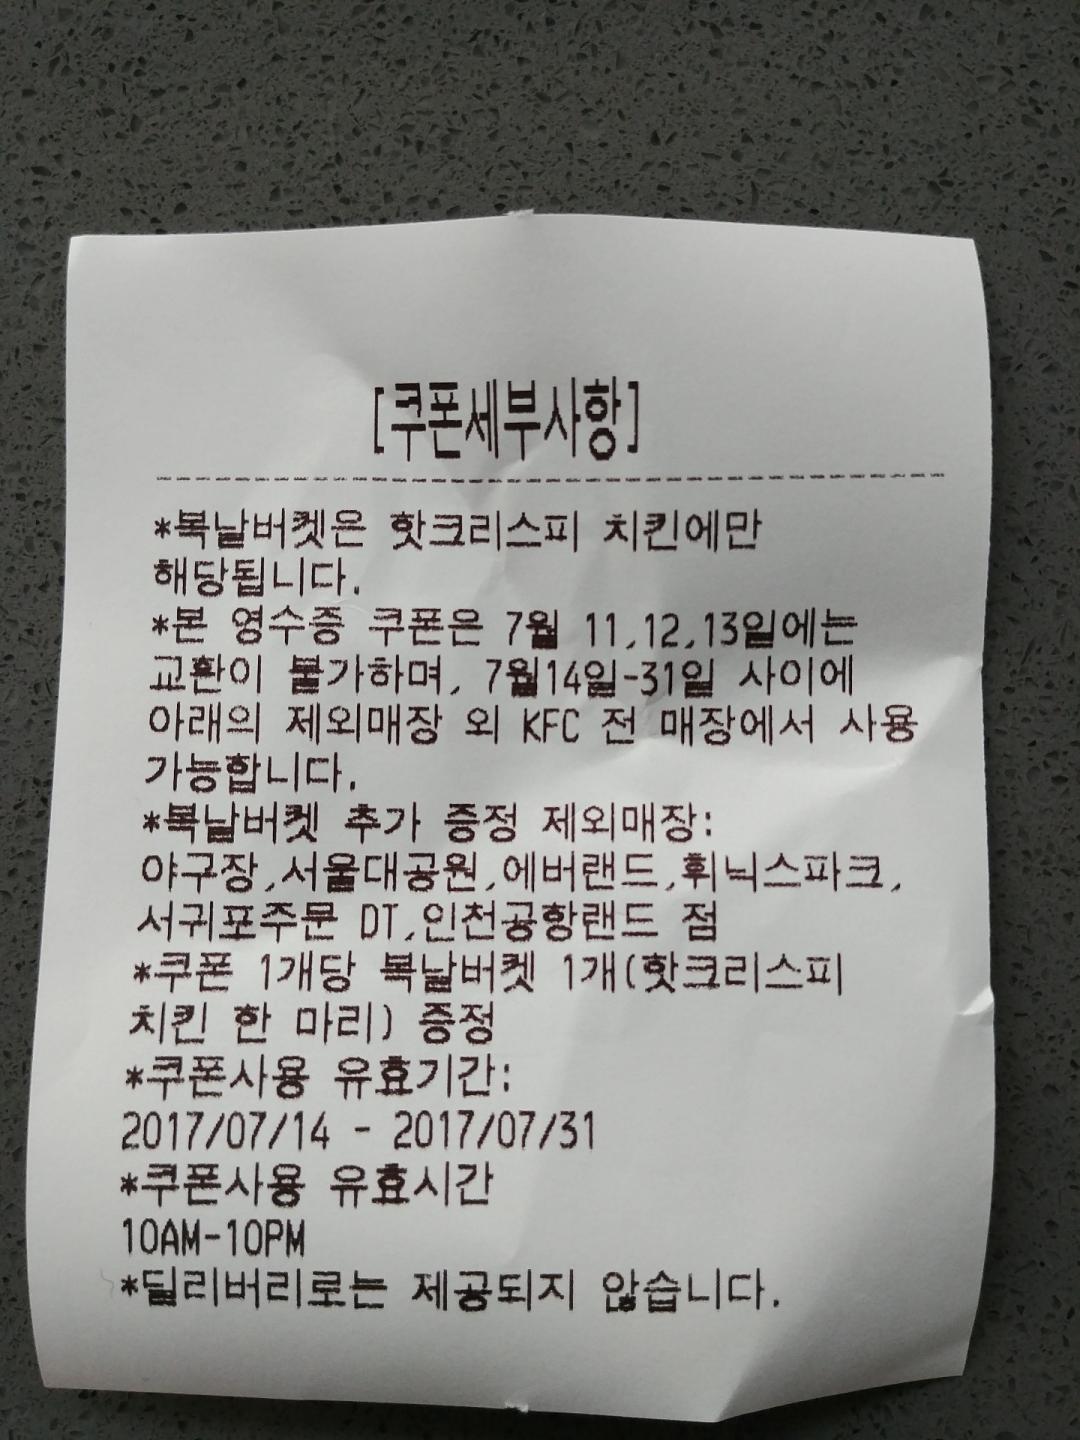 [쿠폰세부사항]
*복날버켓은 핫크리스피 치킨에만
해당됩니다.
*본 영수증 쿠폰은 7월 11,12,13일에는
교환이 불가하며, 7월14일-31일 사이에
아래의 제외매장 외 KFC 전 매장에서 사용
가능합니다.
*복날버켓 추가 증정 제외매장:
야구장,서울대공원,에버랜드,휘닉스파크,
서귀포주문 DT,인천공항랜드 점
*쿠폰 1개당 복날버켓 1개(핫크리스피
치킨 한 마리) 증정
*쿠폰사용 유효기간:
2017/07/14 - 2017/07/31
*쿠폰사용 유효시간
10AM-10PM
*딜리버리로는 제공되지 않습니다.